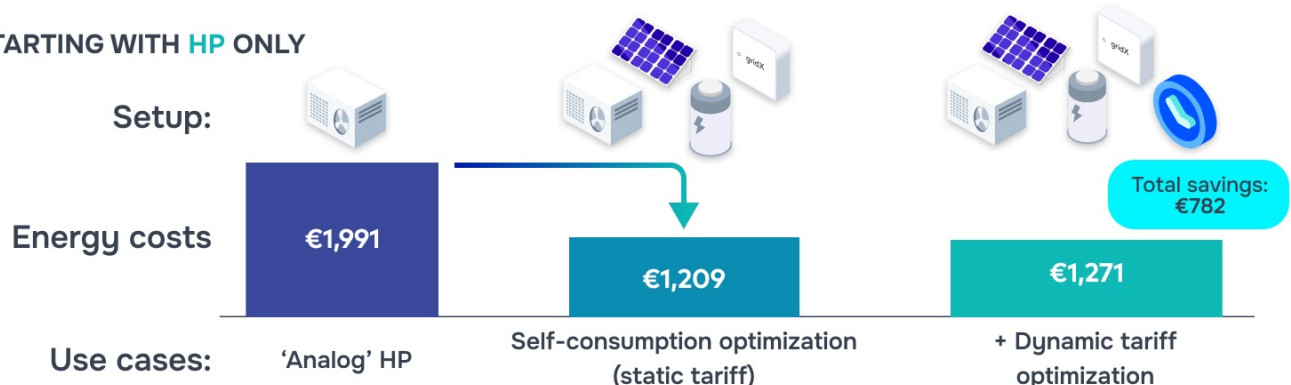 TARTING WITH HP ONLY
Setup:
gridX
gridX
Total savings:
€782
Energy costs
€1,991
€1,209
€1,271
Use cases:
‘Analog’ HP
Self-consumption optimization
(static tariff)
+ Dynamic tariff
optimization